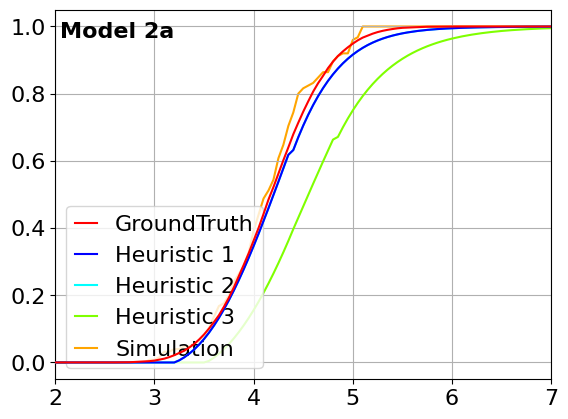 Model 2a
1.0
0.8
0.6
0.4
0.2
0.0
GroundTruth
Heuristic 1
Heuristic 2
Heuristic 3
Simulation
2 3 4 5 6 7